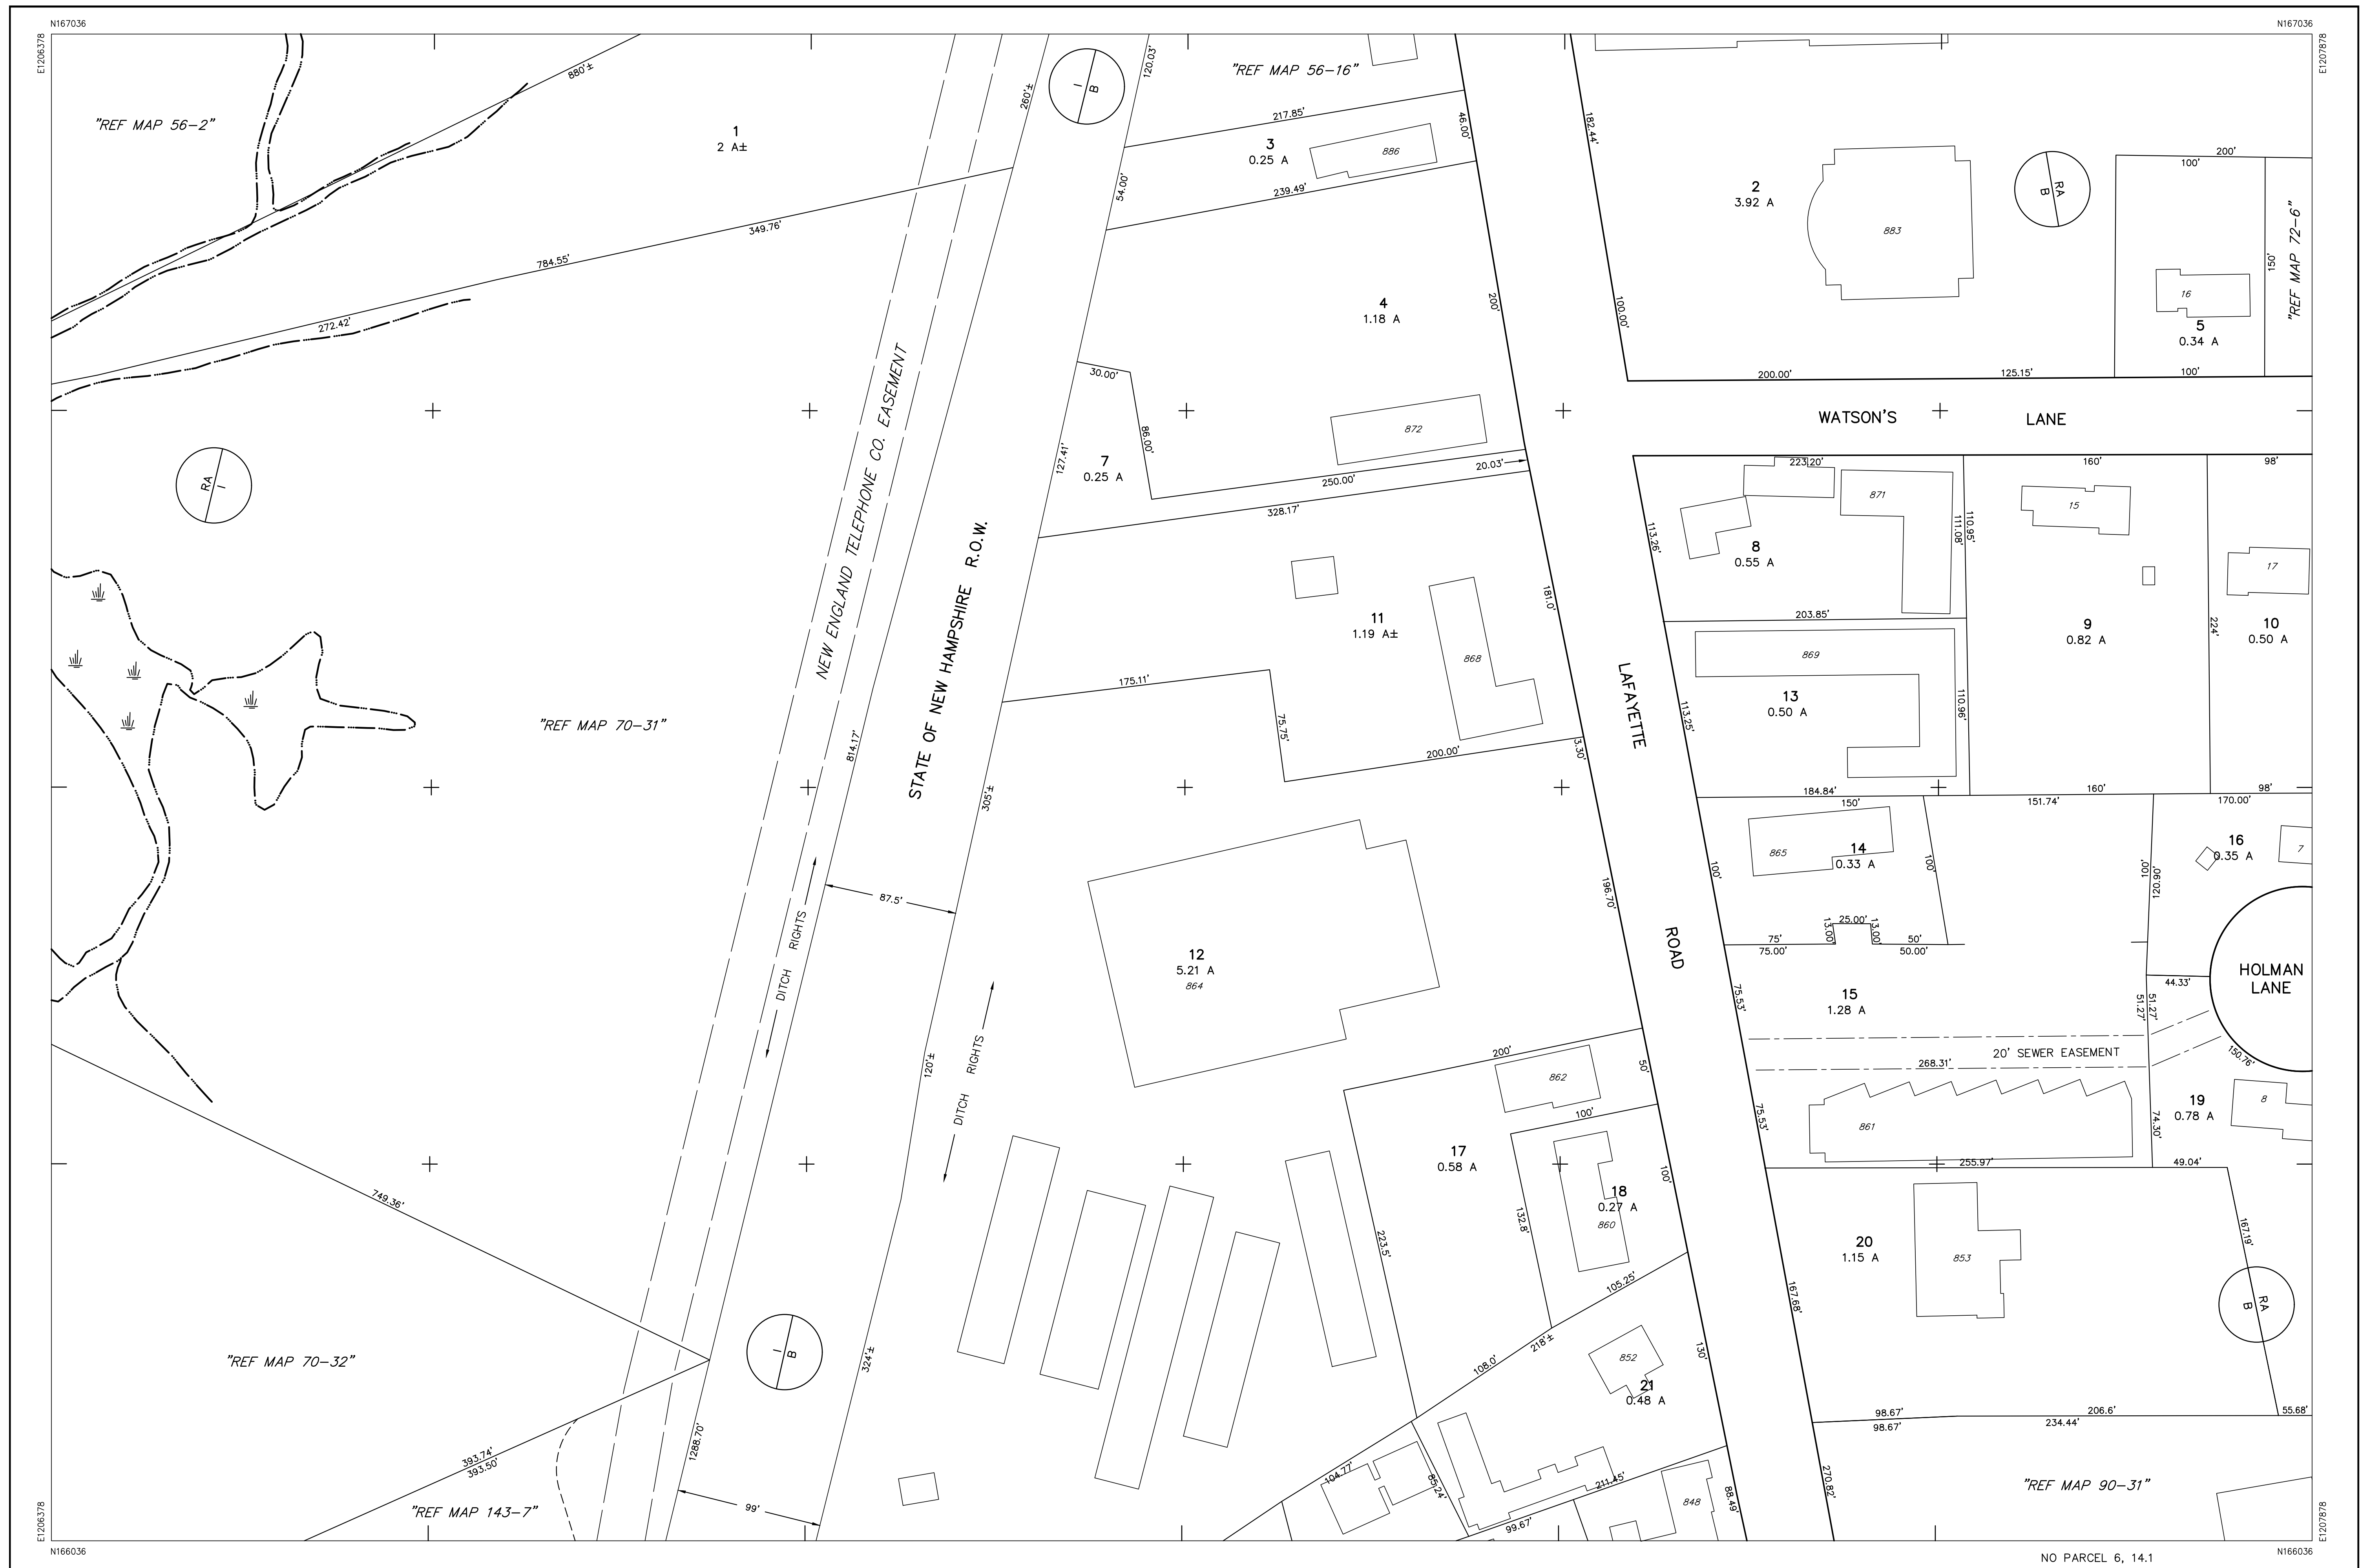 N167036
N167036
E1206378
E1207878
"REF MAP 56-2"
880'±
1
2 A±
260'±
I
B
120.03'
"REF MAP 56-16"
217.85'
46.00'
3
0.25 A
886
54.00'
239.49'
182.44'
2
3.92 A
883
RA
B
200'
100'
"REF MAP 72-6"
150'
16
5
0.34 A
349.76'
784.55'
272.42'
4
1.18 A
200'
100.00'
200.00'
125.15'
100'
30.00'
86.00'
127.41'
7
0.25 A
872
20.03'
250.00'
328.17'
WATSON'S
LANE
RA
I
NEW ENGLAND TELEPHONE CO. EASEMENT
STATE OF NEW HAMPSHIRE R.O.W.
223.20'
160'
98'
871
15
113.26'
8
0.55 A
111.08'
110.95'
17
203.85'
9
0.82 A
224'
10
0.50 A
181.0'
11
1.19 A±
868
869
13
0.50 A
110.96'
113.25'
LAFAYETTE
ROAD
175.11'
75.75'
200.00'
3.30'
"REF MAP 70-31"
814.17'
305'±
184.84'
150'
151.74'
160'
98'
170.00'
865
14
0.33 A
100'
100'
16
0.35 A
7
100'
120.90'
87.5'
196.70'
25.00'
13.00'
13.00'
75'
75.00'
50'
50.00'
DITCH RIGHTS
12
5.21 A
864
44.33'
HOLMAN
LANE
75.53'
15
1.28 A
51.27'
51.27'
DITCH RIGHTS
120'±
20' SEWER EASEMENT
268.31'
150.76'
200'
50'
862
100'
75.53'
861
74.30'
19
0.78 A
8
17
0.58 A
100'
255.97'
49.04'
18
0.27 A
860
132.8'
223.5'
749.36'
20
1.15 A
853
167.19'
105.25'
167.68'
RA
B
I
B
324'±
"REF MAP 70-32"
218'±
108.0'
852
130'
21
0.48 A
98.67'
98.67'
206.6'
234.44'
55.68'
1288.70'
393.74'
393.50'
104.77'
85.24'
211.45'
848
88.49'
270.82'
"REF MAP 90-31"
"REF MAP 143-7"
99'
99.67'
E1206378
E1207878
N166036
N166036
NO PARCEL 6, 14.1